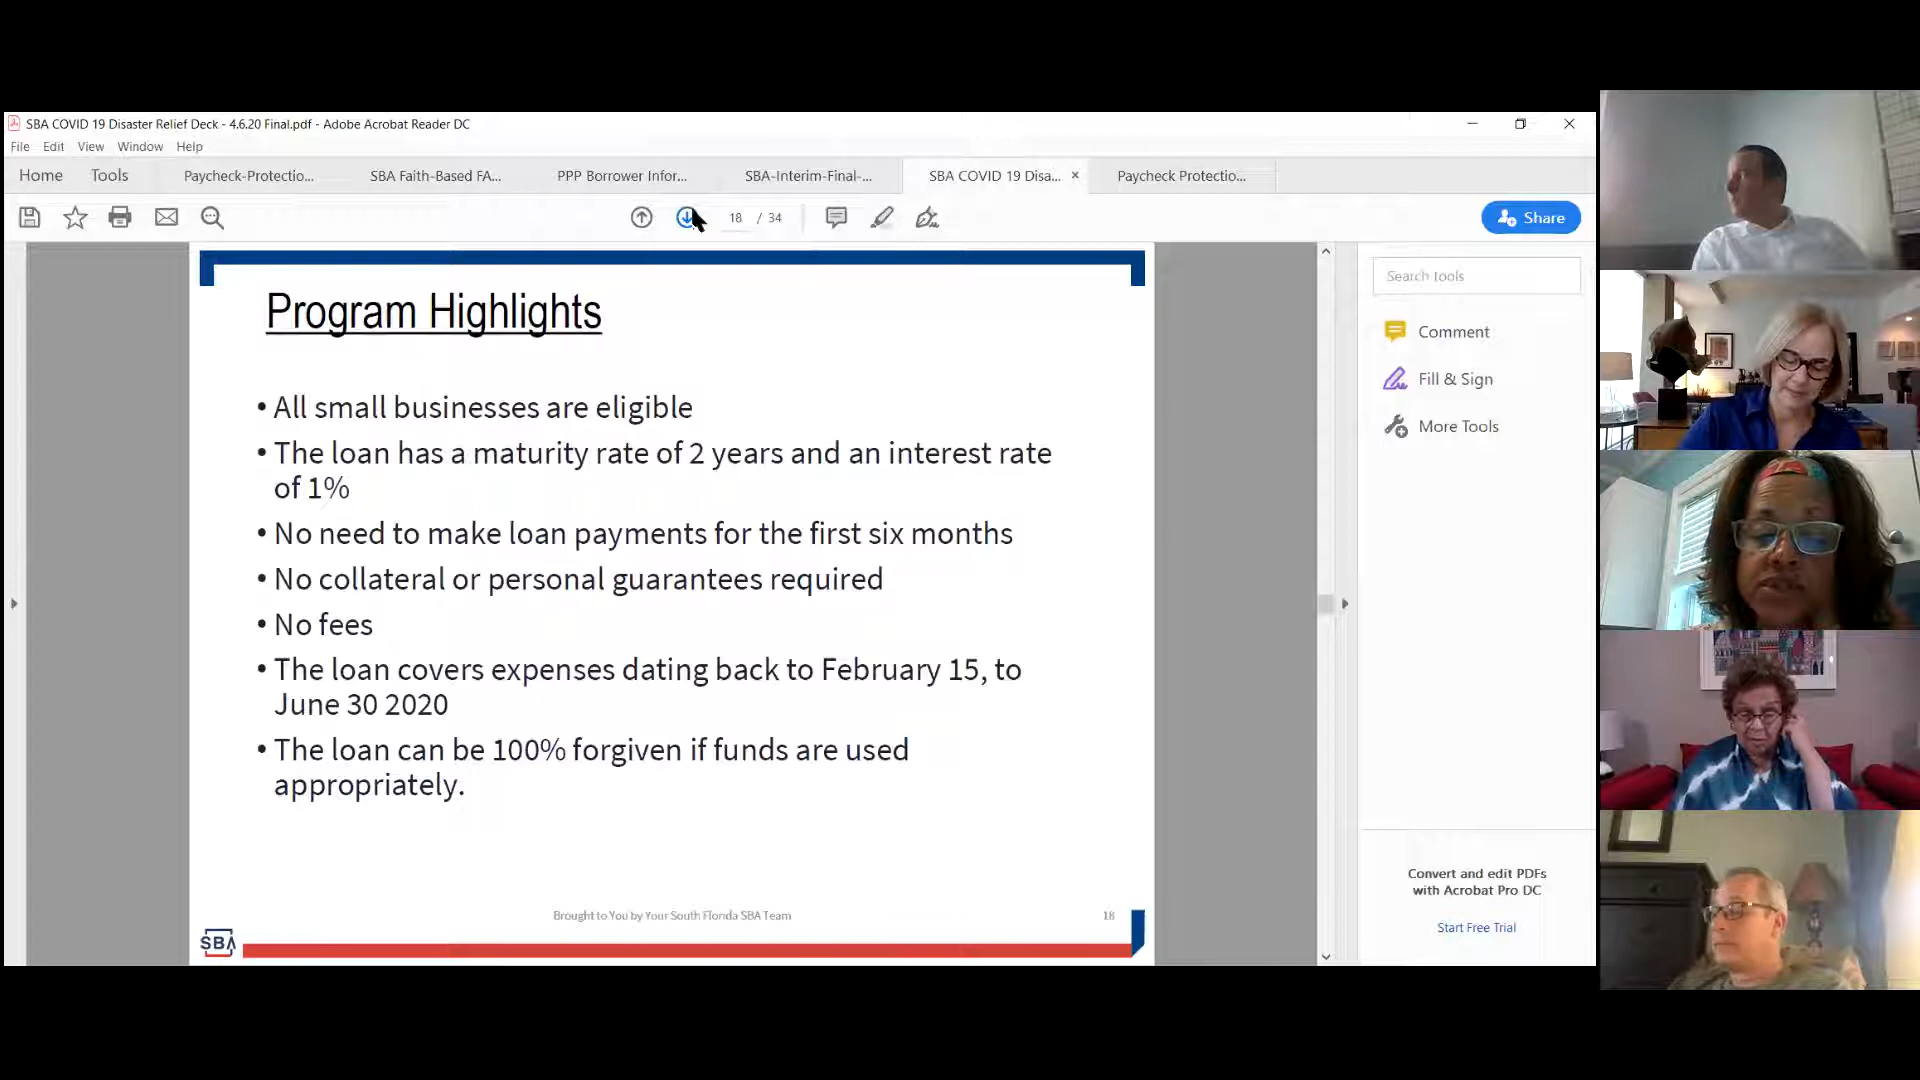 SBA COVID 19 Disaster Relief Deck - 4.6.20 Final.pdf - Adobe Acrobat Reader DC
File Edit View Window Help
Home Tools Paycheck-Protectio... SBA Faith-Based FA... PPP Borrower Infor... SBA-Interim-Final-... SBA COVID 19 Disa... × Paycheck Protectio...
18 / 34 Share
Program Highlights
• All small businesses are eligible
• The loan has a maturity rate of 2 years and an interest rate
of 1%
• No need to make loan payments for the first six months
• No collateral or personal guarantees required
• No fees
• The loan covers expenses dating back to February 15, to
June 30 2020
• The loan can be 100% forgiven if funds are used
appropriately.
Brought to You by Your South Florida SBA Team 18
SBA
Search tools
Comment
Fill & Sign
More Tools
Convert and edit PDFs
with Acrobat Pro DC
Start Free Trial